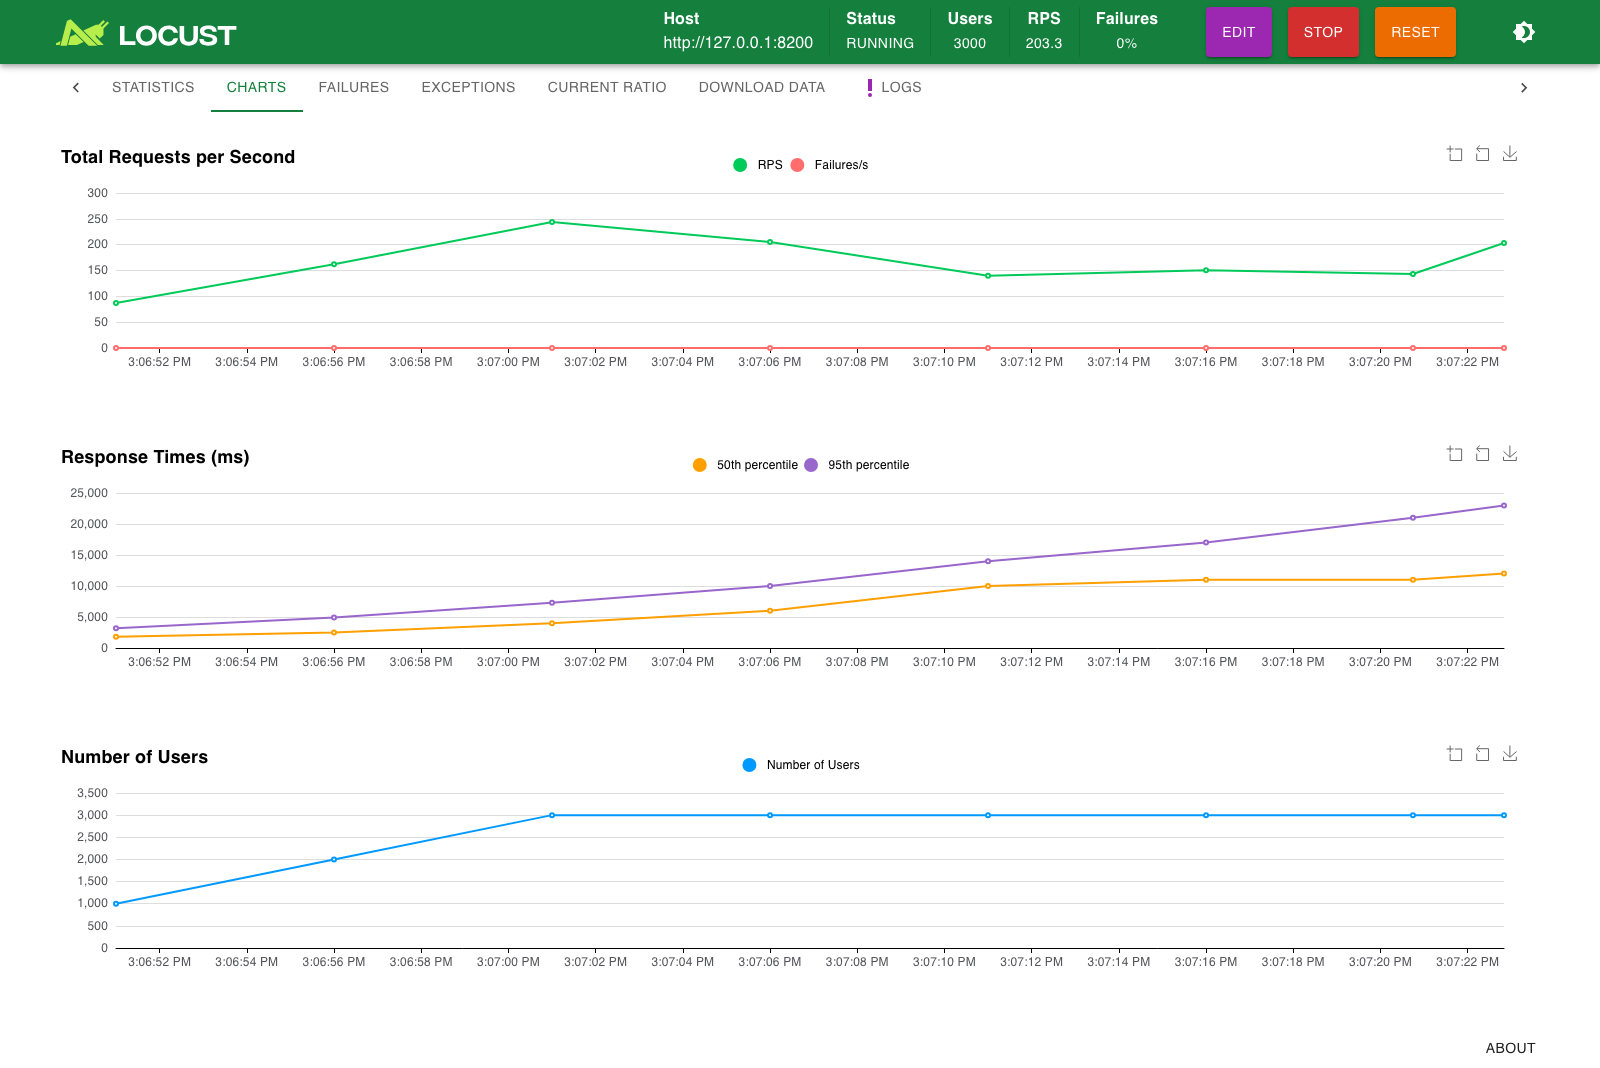 LOCUST
Host
http://127.0.0.1:8200
Status
RUNNING
Users
3000
RPS
203.3
Failures
0%
EDIT
STOP
RESET
STATISTICS
CHARTS
FAILURES
EXCEPTIONS
CURRENT RATIO
DOWNLOAD DATA
LOGS
Total Requests per Second
RPS
Failures/s
300
250
200
150
100
50
0
3:06:52 PM
3:06:54 PM
3:06:56 PM
3:06:58 PM
3:07:00 PM
3:07:02 PM
3:07:04 PM
3:07:06 PM
3:07:08 PM
3:07:10 PM
3:07:12 PM
3:07:14 PM
3:07:16 PM
3:07:18 PM
3:07:20 PM
3:07:22 PM
Response Times (ms)
50th percentile
95th percentile
25,000
20,000
15,000
10,000
5,000
0
3:06:52 PM
3:06:54 PM
3:06:56 PM
3:06:58 PM
3:07:00 PM
3:07:02 PM
3:07:04 PM
3:07:06 PM
3:07:08 PM
3:07:10 PM
3:07:12 PM
3:07:14 PM
3:07:16 PM
3:07:18 PM
3:07:20 PM
3:07:22 PM
Number of Users
Number of Users
3,500
3,000
2,500
2,000
1,500
1,000
500
0
3:06:52 PM
3:06:54 PM
3:06:56 PM
3:06:58 PM
3:07:00 PM
3:07:02 PM
3:07:04 PM
3:07:06 PM
3:07:08 PM
3:07:10 PM
3:07:12 PM
3:07:14 PM
3:07:16 PM
3:07:18 PM
3:07:20 PM
3:07:22 PM
ABOUT